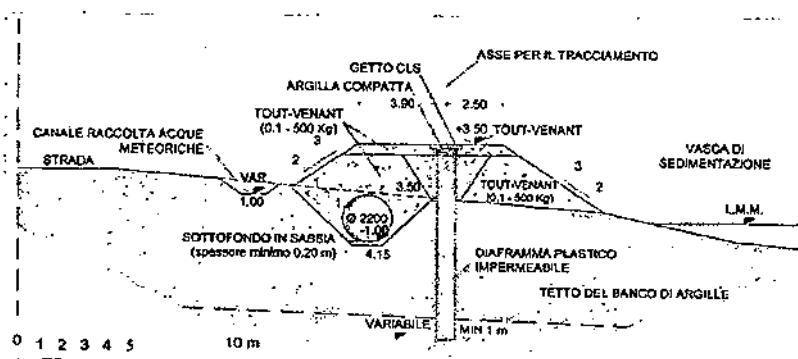 ASSE PER IL TRACCIAMENTO
GETTO CLS
ARGILLA COMPATTA
3.90
2.50
TOUT-VENANT
(0.1 - 500 Kg)
+3.50
TOUT-VENANT
CANALE RACCOLTA ACQUE
METEORICHE
STRADA
VASCA DI
SEDIMENTAZIONE
3
2
3
2
VAR.
1.00
3.50
TOUT-VENANT
(0.1 - 500 Kg)
1
Ø 2200
-1.00
L.M.M.
SOTTOFONDO IN SABBIA
(spessore minimo 0.20 m)
4.15
DIAFRAMMA PLASTICO
IMPERMEABILE
TETTO DEL BANCO DI ARGILLE
VARIABILE
MIN 1 m
0 1 2 3 4 5 10 m